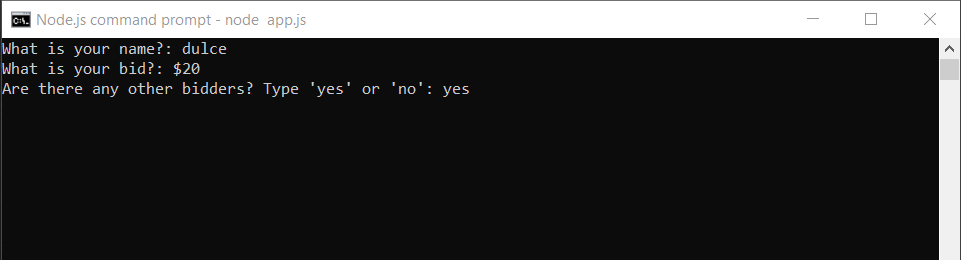 Node.js command prompt - node  app.js
What is your name?: dulce
What is your bid?: $20
Are there any other bidders? Type 'yes' or 'no': yes